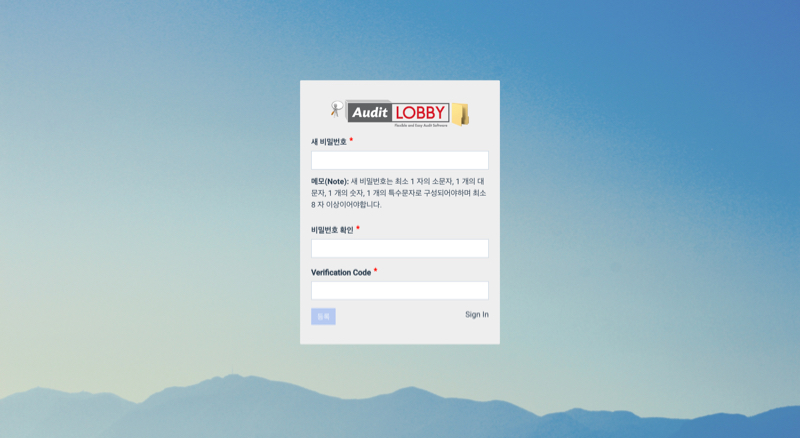 Audit LOBBY
Flexible and Easy Audit Software
새 비밀번호 *
메모(Note): 새 비밀번호는 최소 1 자의 소문자, 1 개의 대
문자, 1 개의 숫자, 1 개의 특수문자로 구성되어야하며 최소
8 자 이상이어야합니다.
비밀번호 확인 *
Verification Code *
등록
Sign In